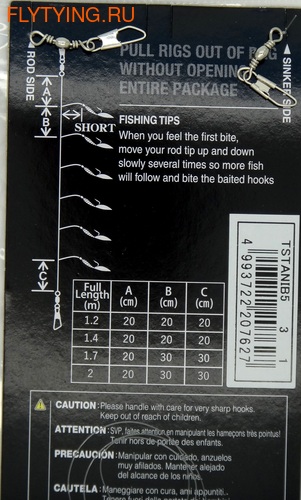 FLYTYING.RU
PULL RIGS OUT OF BAG
WITHOUT OPENING
ENTIRE PACKAGE
ROD SIDE
SINKER SIDE
A
B
SHORT
C
FISHING TIPS
When you feel the first bite,
move your rod tip up and down
slowly several times so more fish
will follow and bite the baited hooks
Full Length (m) A (cm) B (cm) C (cm)
1.2 20 20 20
1.4 20 20 20
1.7 20 30 30
2 20 30 30
TSTANIB5
3 1
4 993722 207627
CAUTION: Please handle with care for very sharp hooks.
Keep out of reach of children.
ATTENTION: SVP, faites attention en manipulant les hameçons très pointus!
Tenir hors de portée des enfants.
PRECAUCIÓN: Manipular con cuidado, anzuelos
muy afilados. Mantener alejado
del alcance de los niños.
CAUTELA: Maneggiare con cura, ami appuntiti.